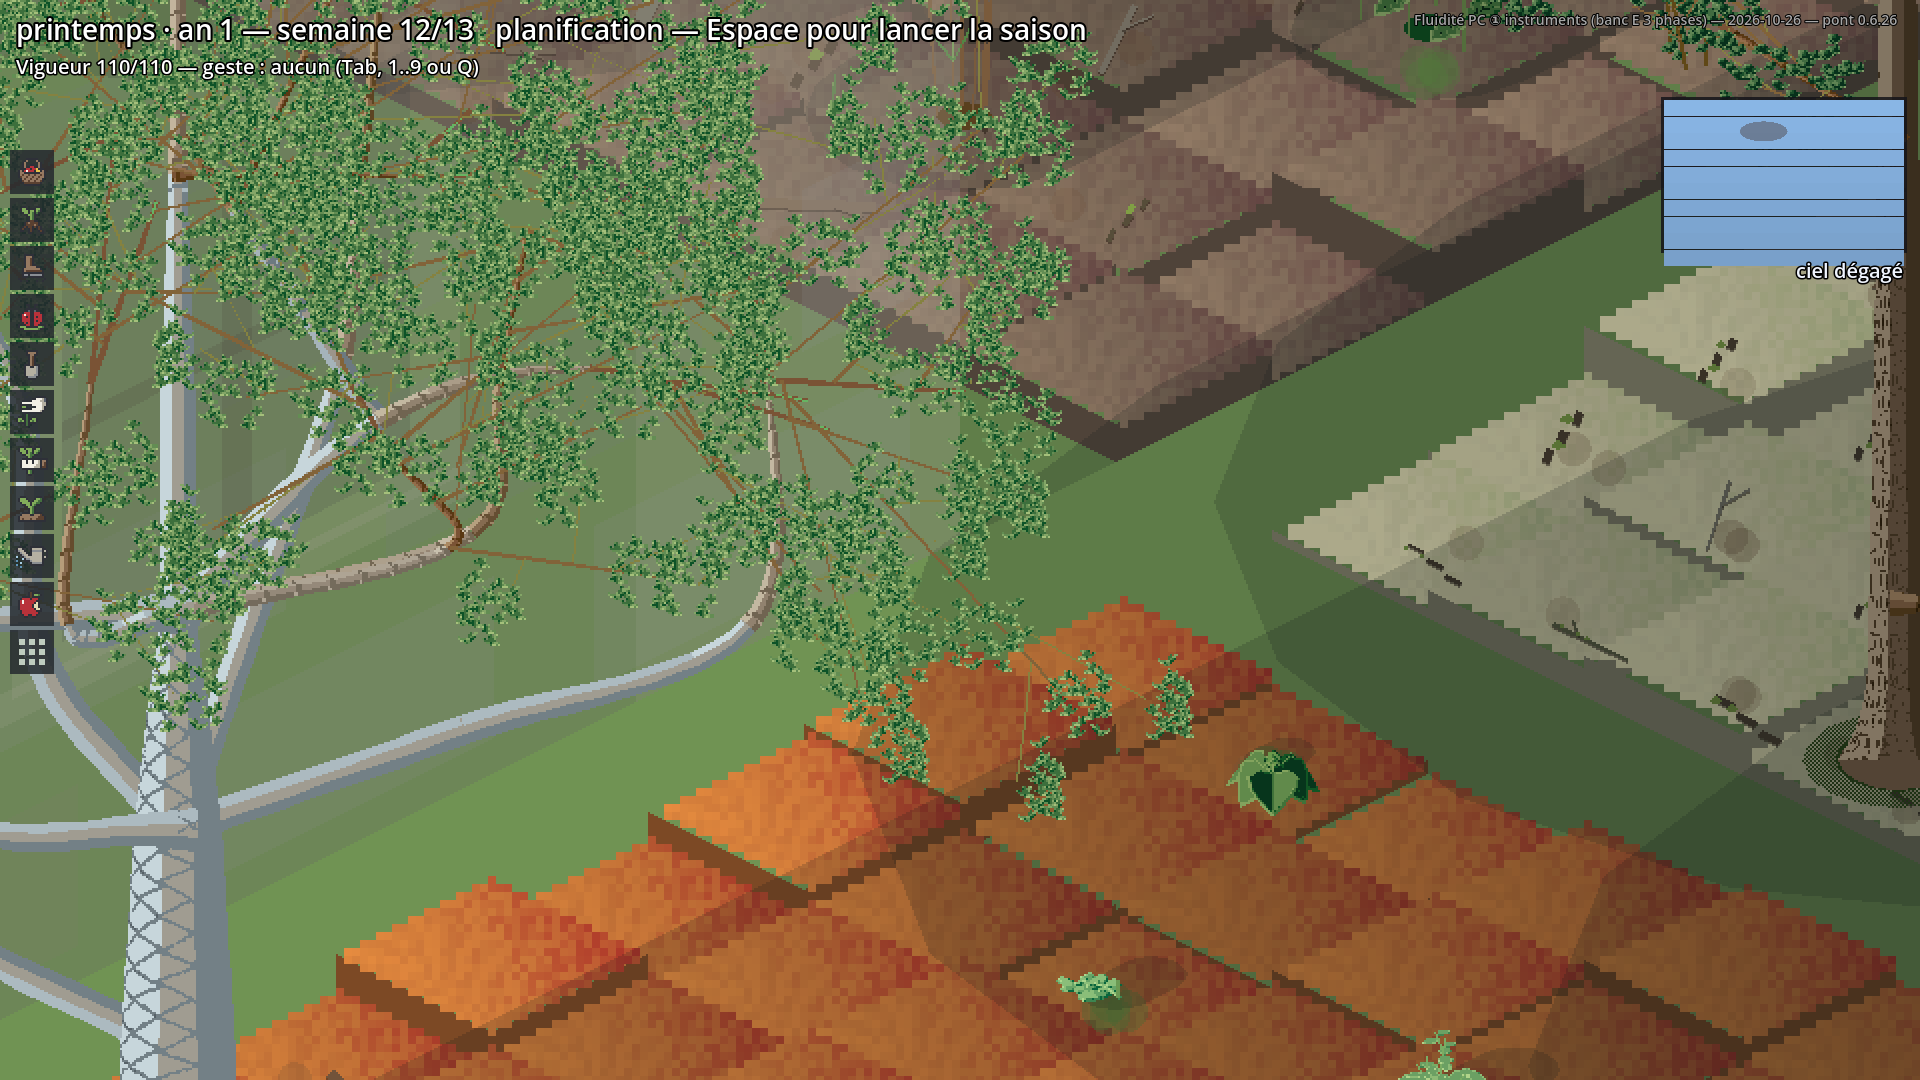 printemps · an 1 — semaine 12/13 planification — Espace pour lancer la saison
Fluidité PC ① instruments (banc E 3 phases) — 2026-10-26 — pont 0.6.26
Vigueur 110/110 — geste : aucun (Tab, 1..9 ou Q)
ciel dégagé